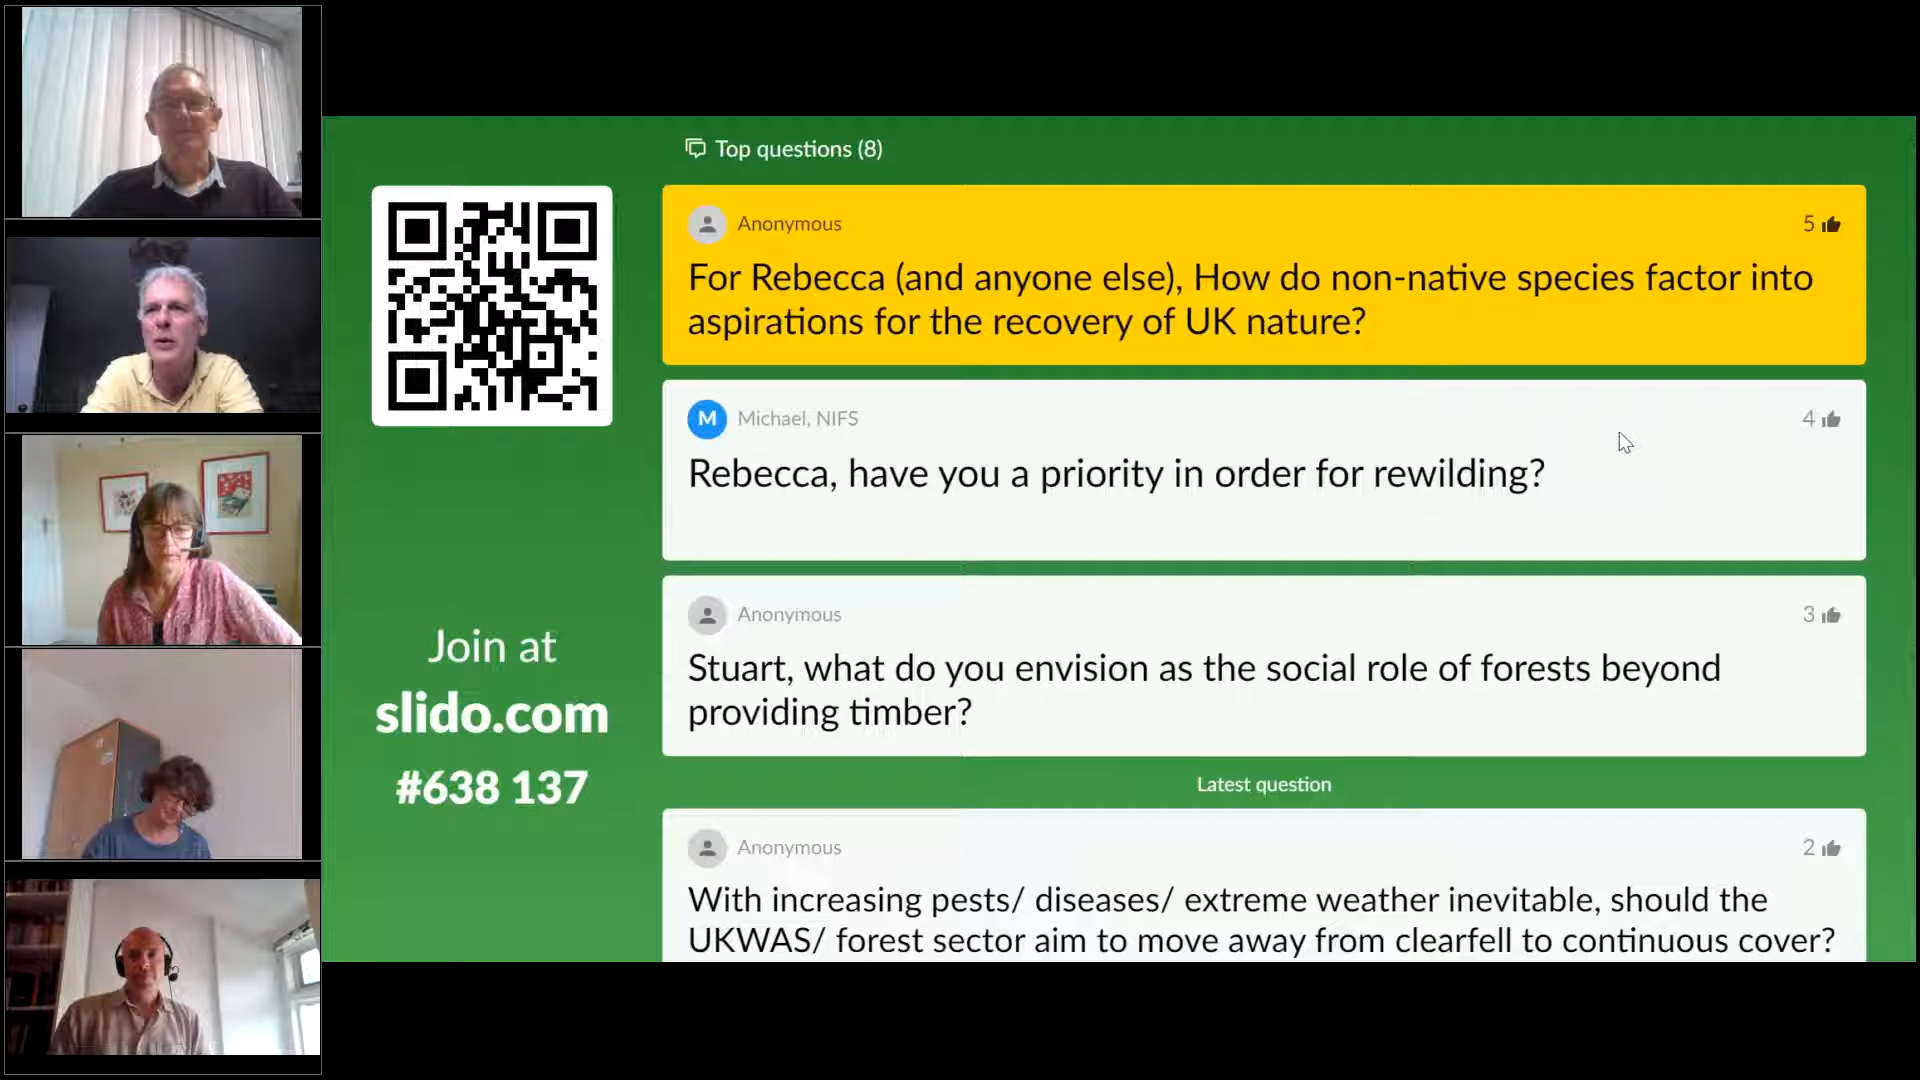 Top questions (8)
Anonymous
5
For Rebecca (and anyone else), How do non-native species factor into
aspirations for the recovery of UK nature?
M
Michael, NIFS
4
Rebecca, have you a priority in order for rewilding?
Anonymous
3
Stuart, what do you envision as the social role of forests beyond
providing timber?
Join at
slido.com
#638 137
Latest question
Anonymous
2
With increasing pests/ diseases/ extreme weather inevitable, should the
UKWAS/ forest sector aim to move away from clearfell to continuous cover?